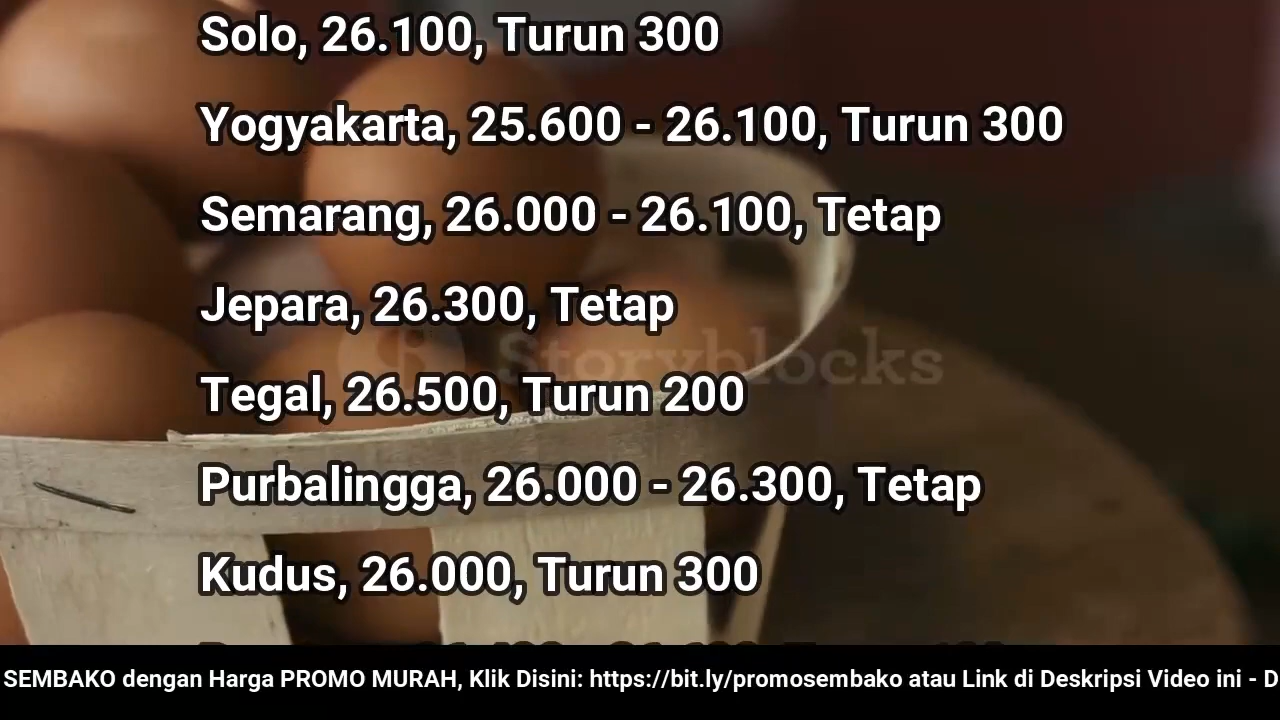 Solo, 26.100, Turun 300
Yogyakarta, 25.600 - 26.100, Turun 300
Semarang, 26.000 - 26.100, Tetap
Jepara, 26.300, Tetap
Storyblocks
Tegal, 26.500, Turun 200
Purbalingga, 26.000 - 26.300, Tetap
Kudus, 26.000, Turun 300
SEMBAKO dengan Harga PROMO MURAH, Klik Disini: https://bit.ly/promosembako atau Link di Deskripsi Video ini - D